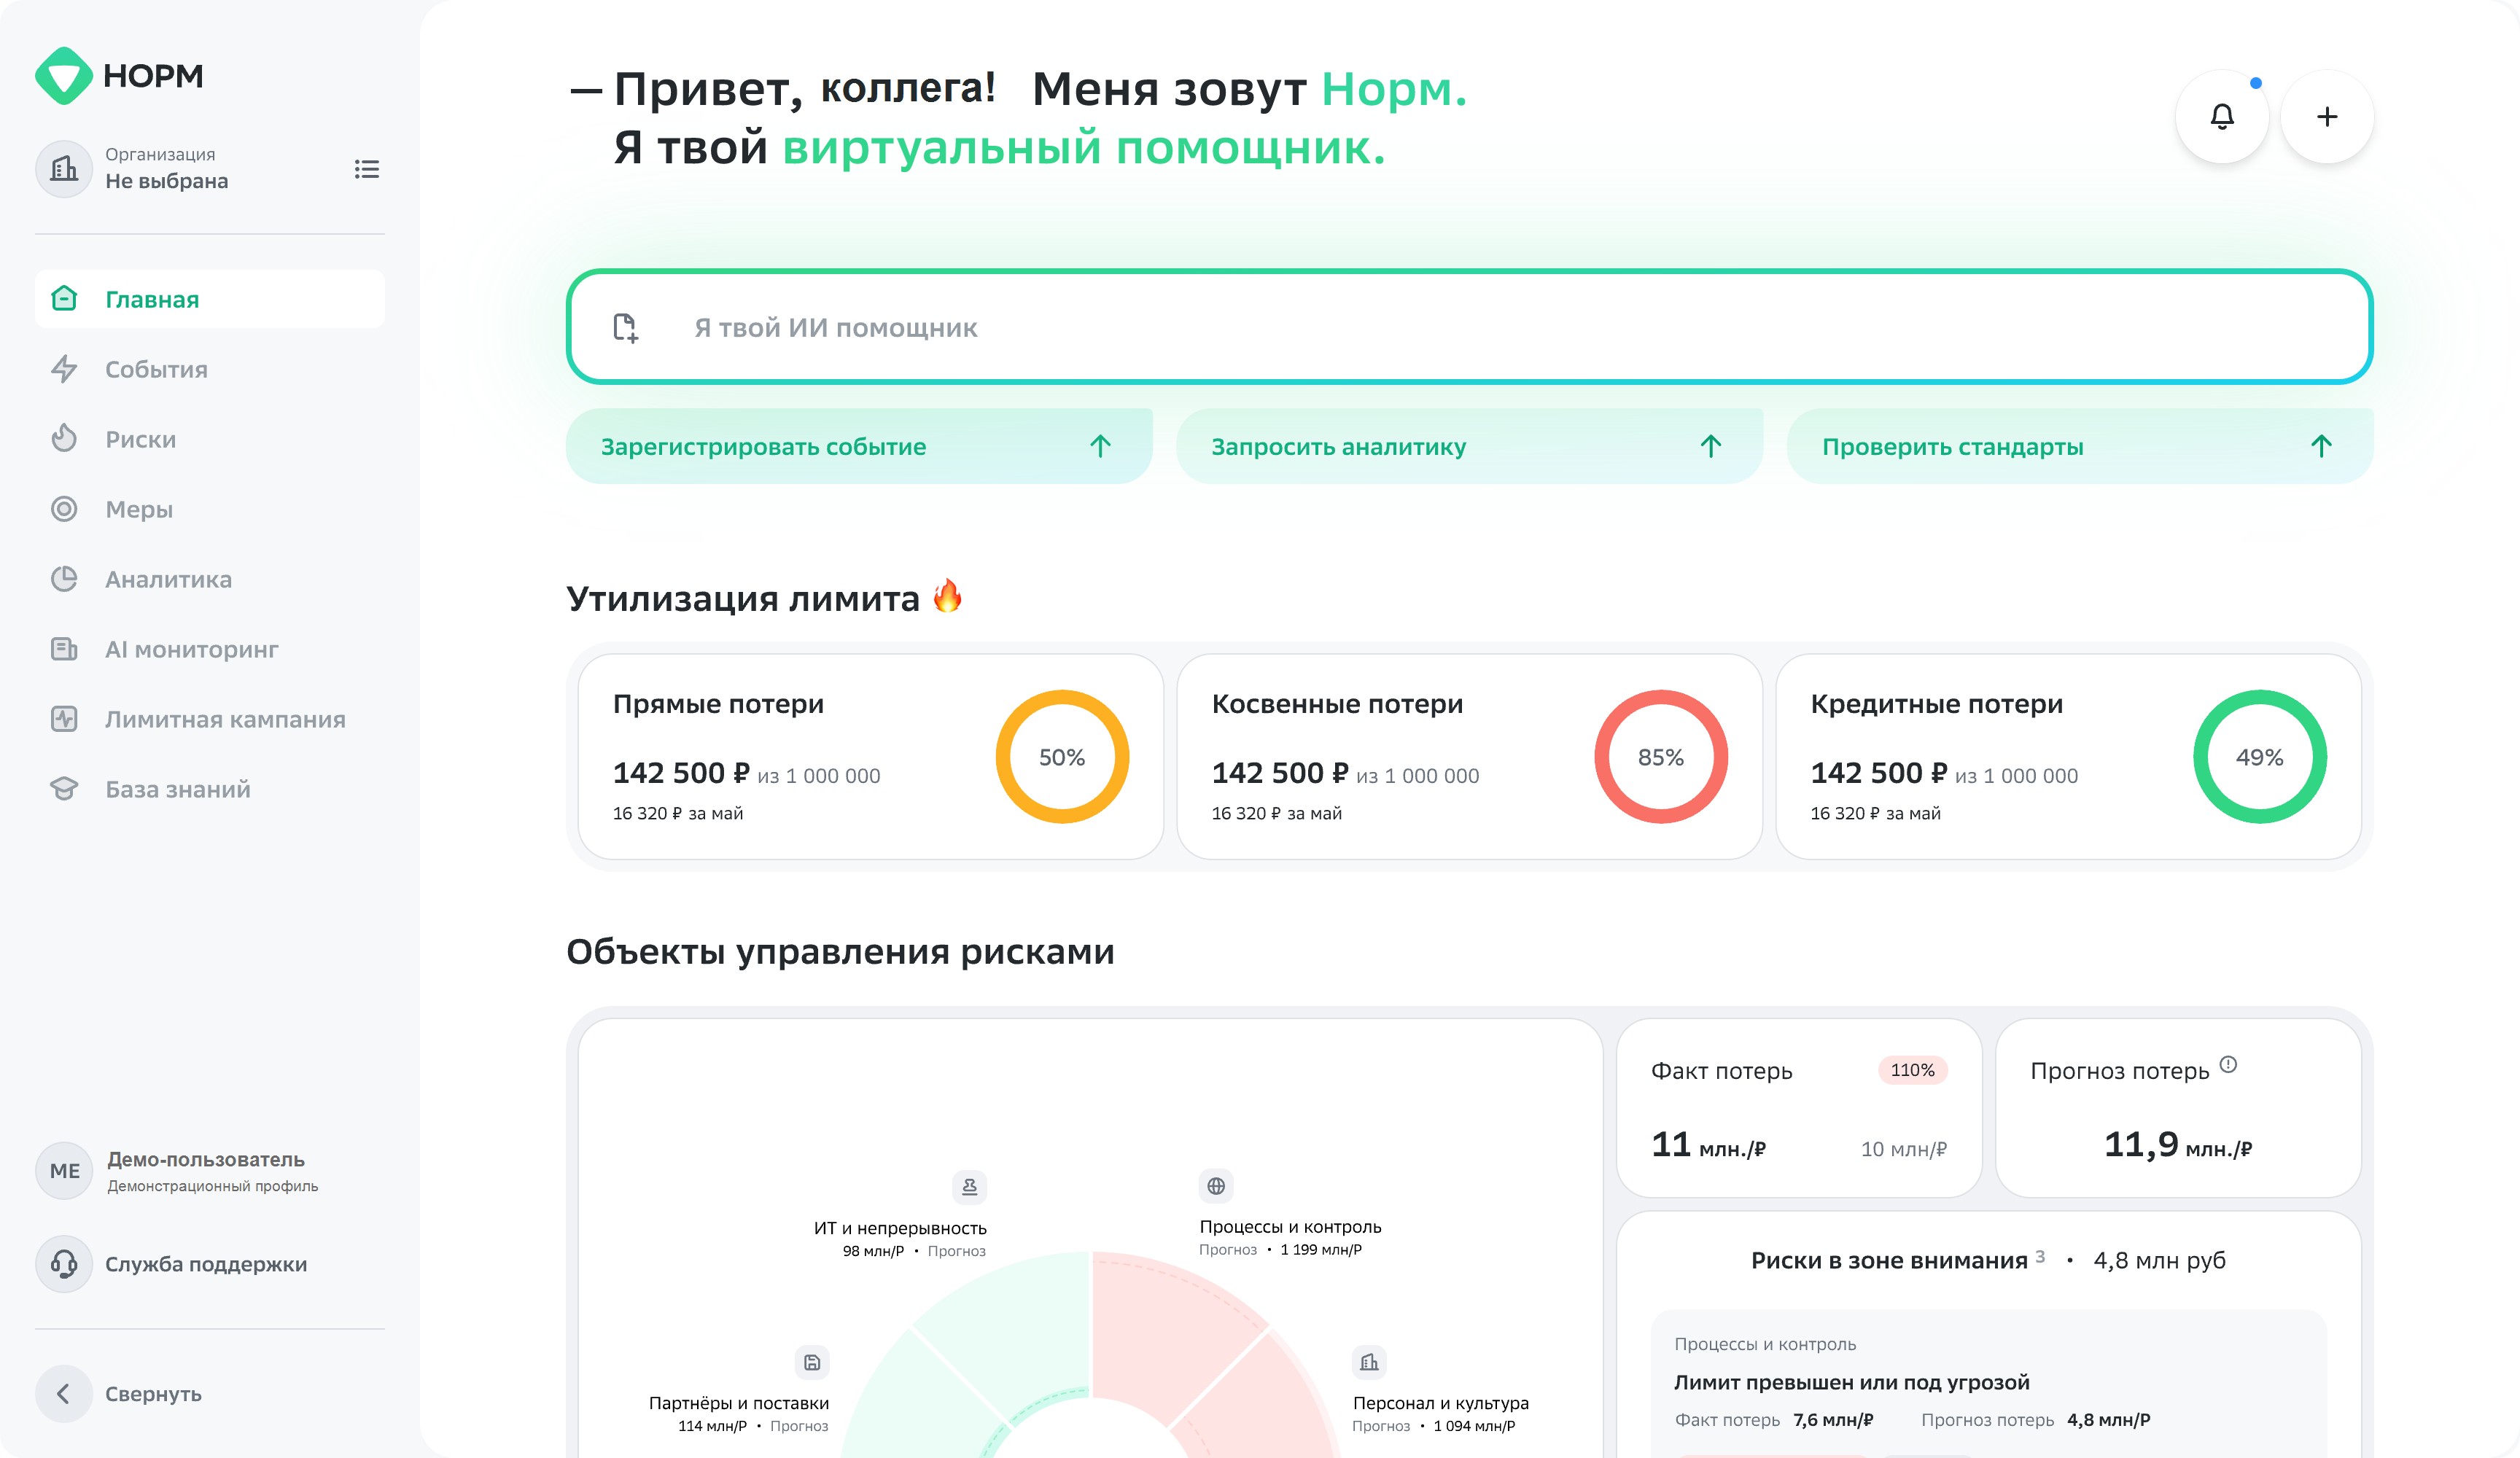 НОРМ
Организация
Не выбрана
Главная
События
Риски
Меры
Аналитика
AI мониторинг
Лимитная кампания
База знаний
ME
Демо-пользователь
Демонстрационный профиль
Служба поддержки
Свернуть
— Привет, коллега! Меня зовут Норм.
Я твой виртуальный помощник.
Я твой ИИ помощник
Зарегистрировать событие
Запросить аналитику
Проверить стандарты
Утилизация лимита 🔥
Прямые потери
142 500 ₽ из 1 000 000
16 320 ₽ за май
50%
Косвенные потери
142 500 ₽ из 1 000 000
16 320 ₽ за май
85%
Кредитные потери
142 500 ₽ из 1 000 000
16 320 ₽ за май
49%
Объекты управления рисками
ИТ и непрерывность
98 млн/Р • Прогноз
Процессы и контроль
Прогноз • 1 199 млн/Р
Партнёры и поставки
114 млн/Р • Прогноз
Персонал и культура
Прогноз • 1 094 млн/Р
Факт потерь
110%
11 млн./₽
10 млн/₽
Прогноз потерь
11,9 млн./₽
Риски в зоне внимания 3 • 4,8 млн руб
Процессы и контроль
Лимит превышен или под угрозой
Факт потерь 7,6 млн/₽ Прогноз потерь 4,8 млн/Р